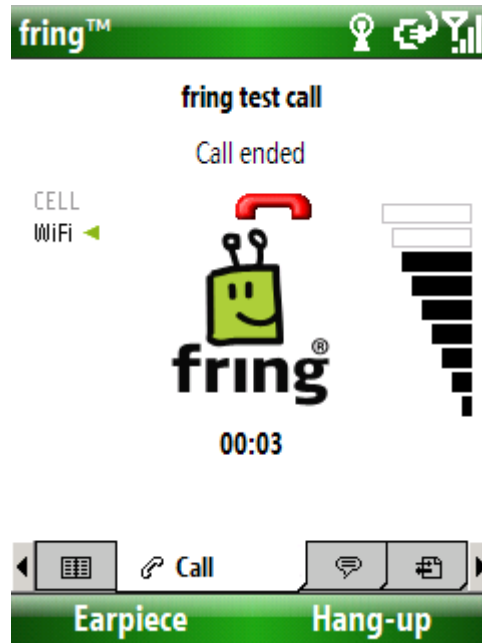 fring™
fring test call
Call ended
CELL
WiFi
fring®
00:03
Call
Earpiece
Hang-up